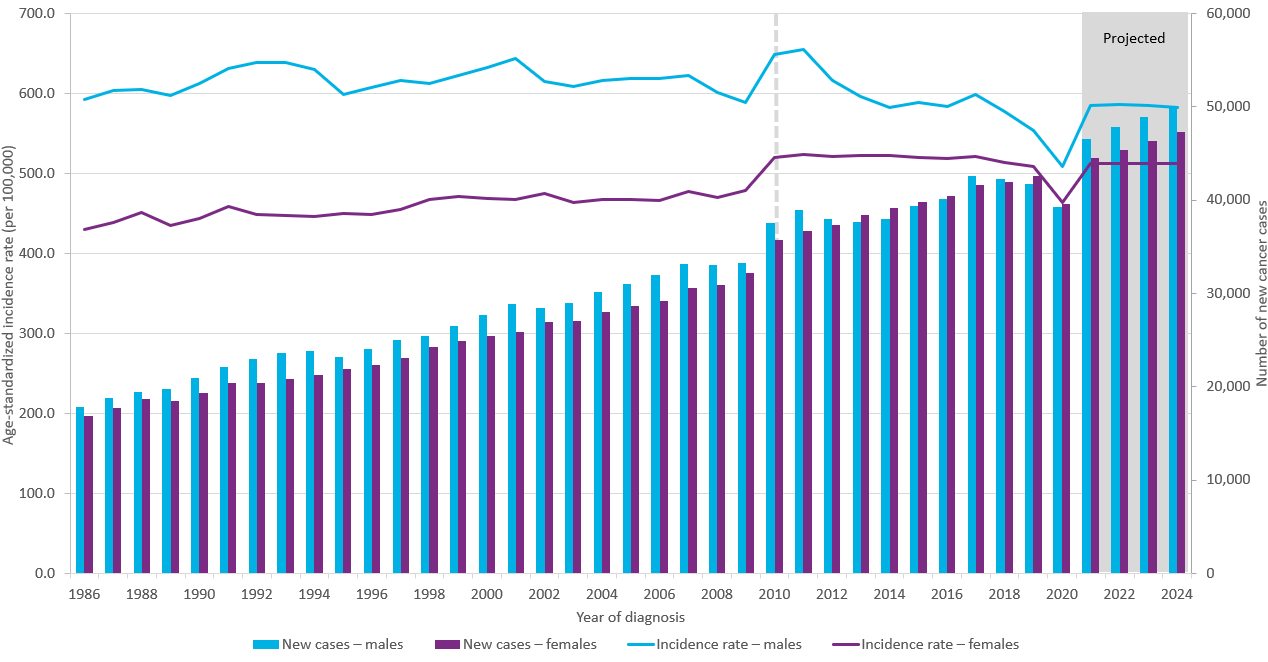 700.0
600.0
500.0
400.0
300.0
200.0
100.0
0.0
Age-standardized incidence rate (per 100,000)
Projected
60,000
50,000
40,000
30,000
20,000
10,000
0
Number of new cancer cases
1986 1988 1990 1992 1994 1996 1998 2000 2002 2004 2006 2008 2010 2012 2014 2016 2018 2020 2022 2024
Year of diagnosis
New cases – males New cases – females Incidence rate – males Incidence rate – females